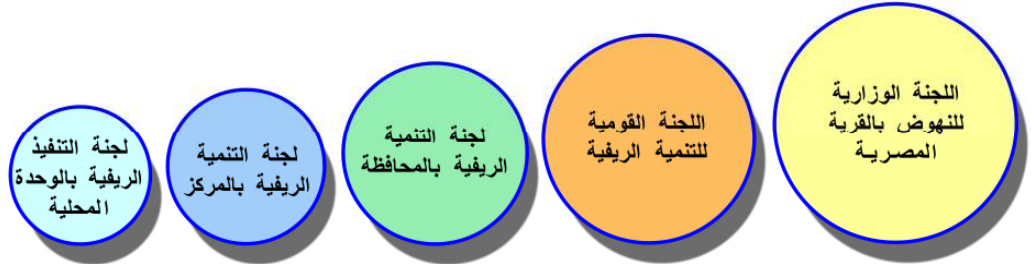 اللجنة الوزارية
للنهوض بالقرية
المصرية
اللجنة القومية
للتنمية الريفية
لجنة التنمية
الريفية بالمحافظة
لجنة التنمية
الريفية بالمركز
لجنة التنفيذ
الريفية بالوحدة
المحلية